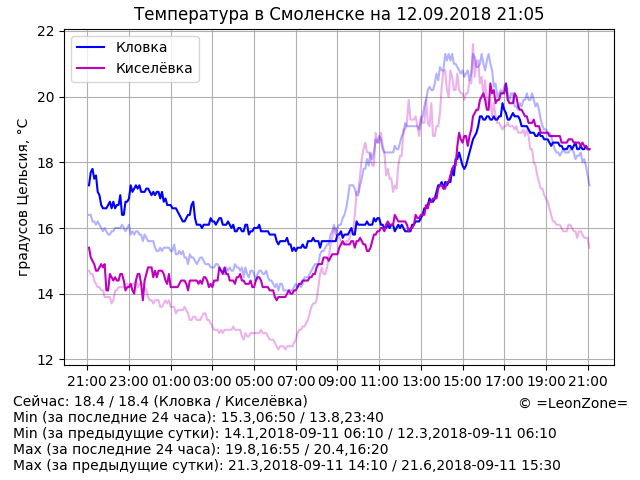 Температура в Смоленске на 12.09.2018 21:05
Кловка
Киселёвка
градусов Цельсия, °C
22
20
18
16
14
12
21:00 23:00 01:00 03:00 05:00 07:00 09:00 11:00 13:00 15:00 17:00 19:00 21:00
Сейчас: 18.4 / 18.4 (Кловка / Киселёвка)
© =LeonZone=
Min (за последние 24 часа): 15.3,06:50 / 13.8,23:40
Min (за предыдущие сутки): 14.1,2018-09-11 06:10 / 12.3,2018-09-11 06:10
Max (за последние 24 часа): 19.8,16:55 / 20.4,16:20
Max (за предыдущие сутки): 21.3,2018-09-11 14:10 / 21.6,2018-09-11 15:30